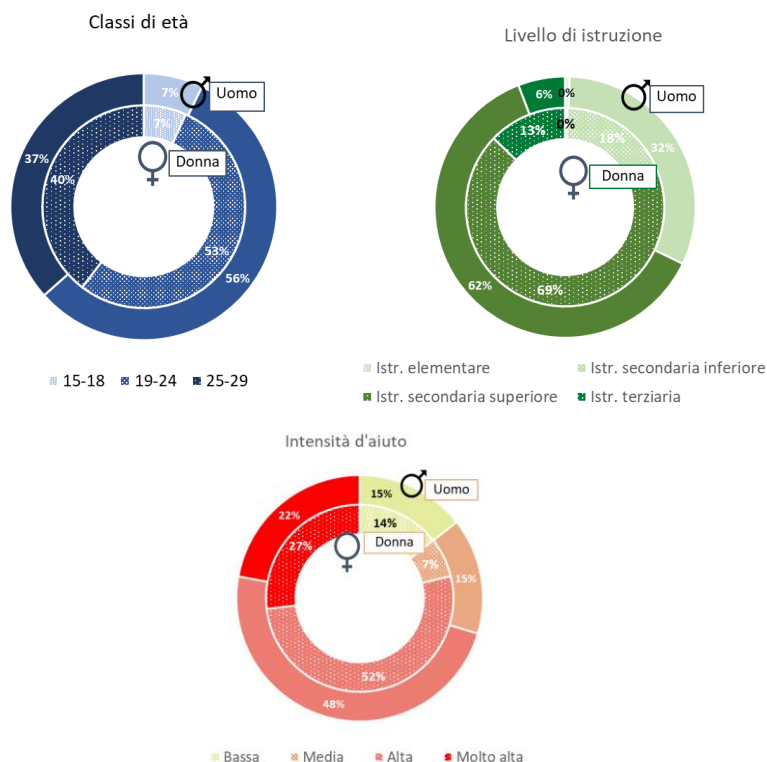 Classi di età
Uomo
7%
7%
Donna
37%
40%
53%
56%
15-18 19-24 25-29
Livello di istruzione
6% 0%
Uomo
13% 0% 18% 32%
Donna
62%
69%
Istr. elementare Istr. secondaria inferiore
Istr. secondaria superiore Istr. terziaria
Intensità d'aiuto
15% Uomo
22% 14%
27% Donna
7% 15%
52%
48%
Bassa Media Alta Molto alta